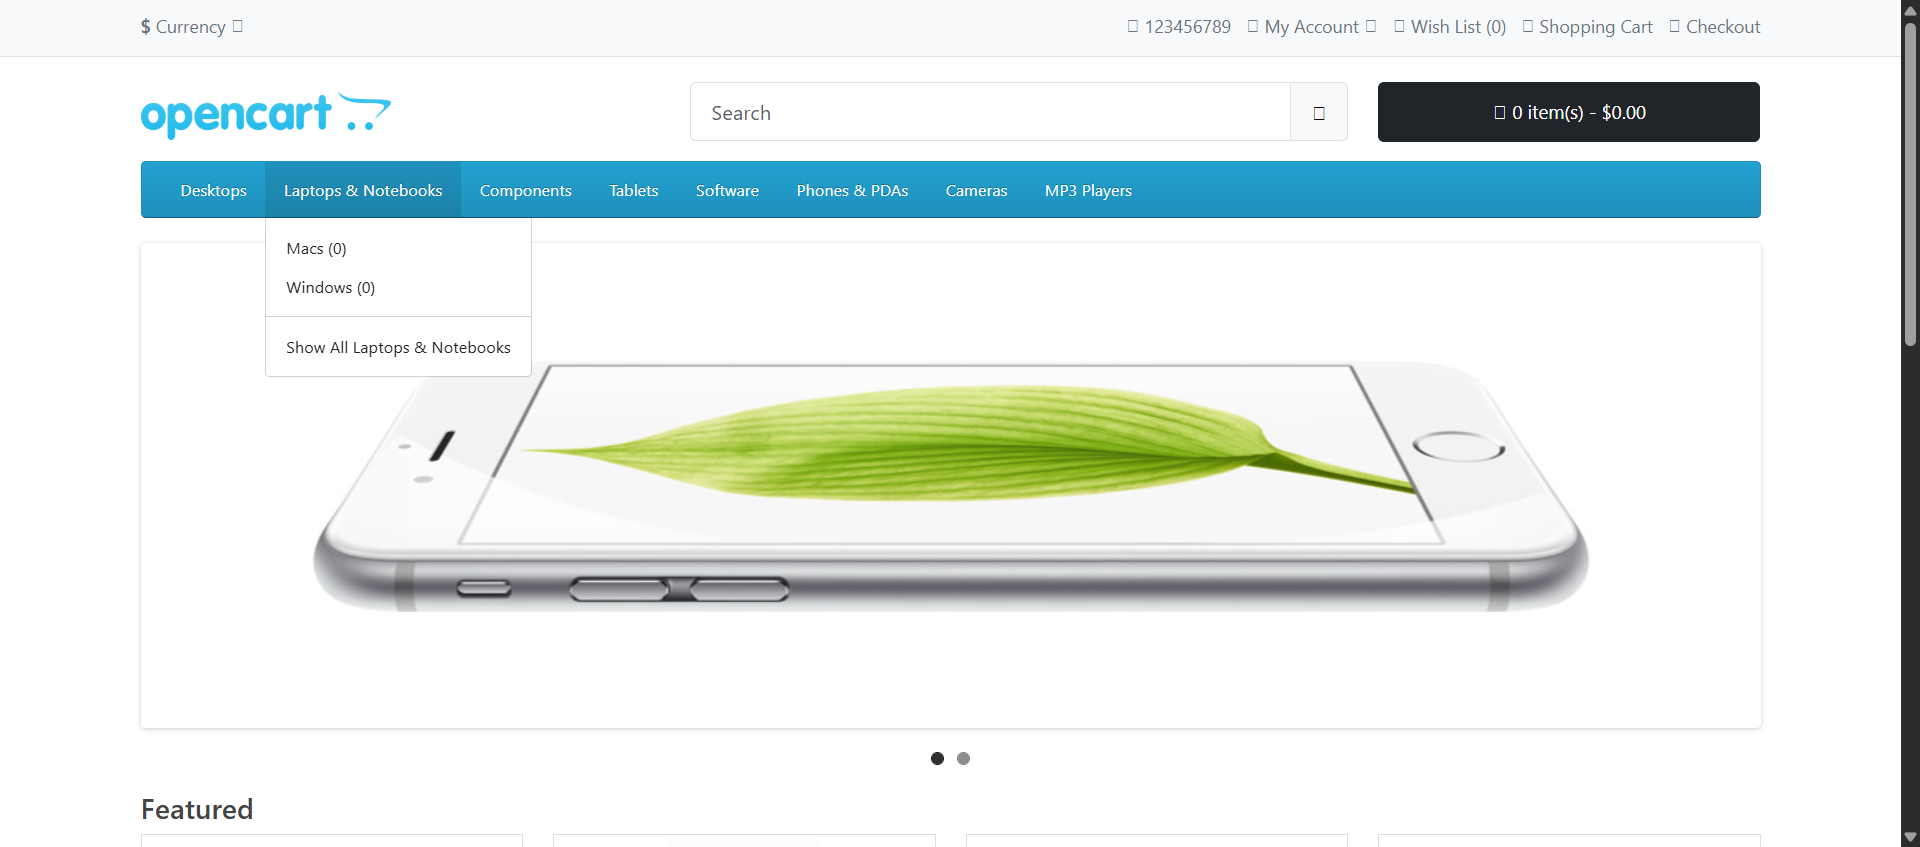 $ Currency
123456789 My Account Wish List (0) Shopping Cart Checkout
opencart
Search
0 item(s) - $0.00
Desktops Laptops & Notebooks Components Tablets Software Phones & PDAs Cameras MP3 Players
Macs (0)
Windows (0)
Show All Laptops & Notebooks
Featured